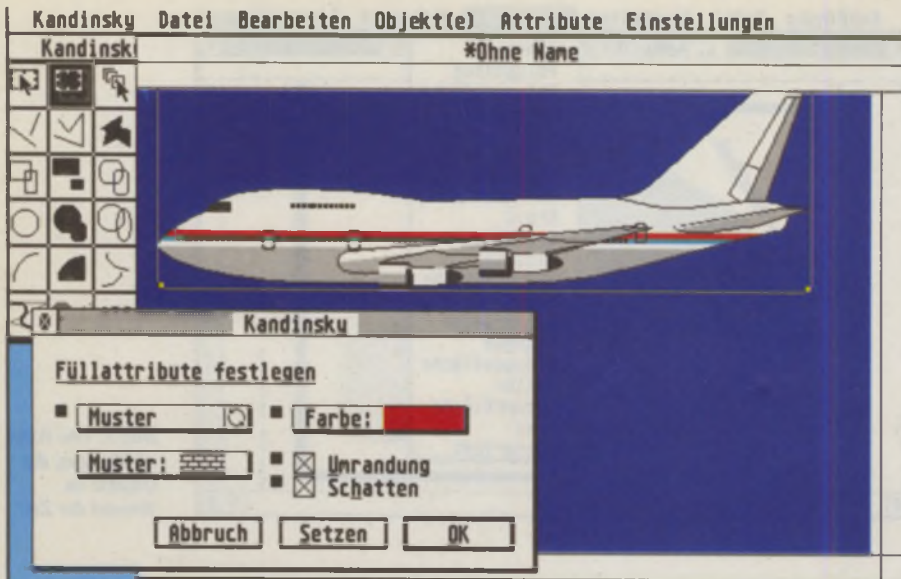 Kandinsky Datei Bearbeiten Objekt(e) Attribute Einstellungen
Kandinsk
*Ohne Name
Kandinsky
Füllattribute festlegen
Muster
Farbe:
Muster:
Umrandung
Schatten
Abbruch Setzen OK